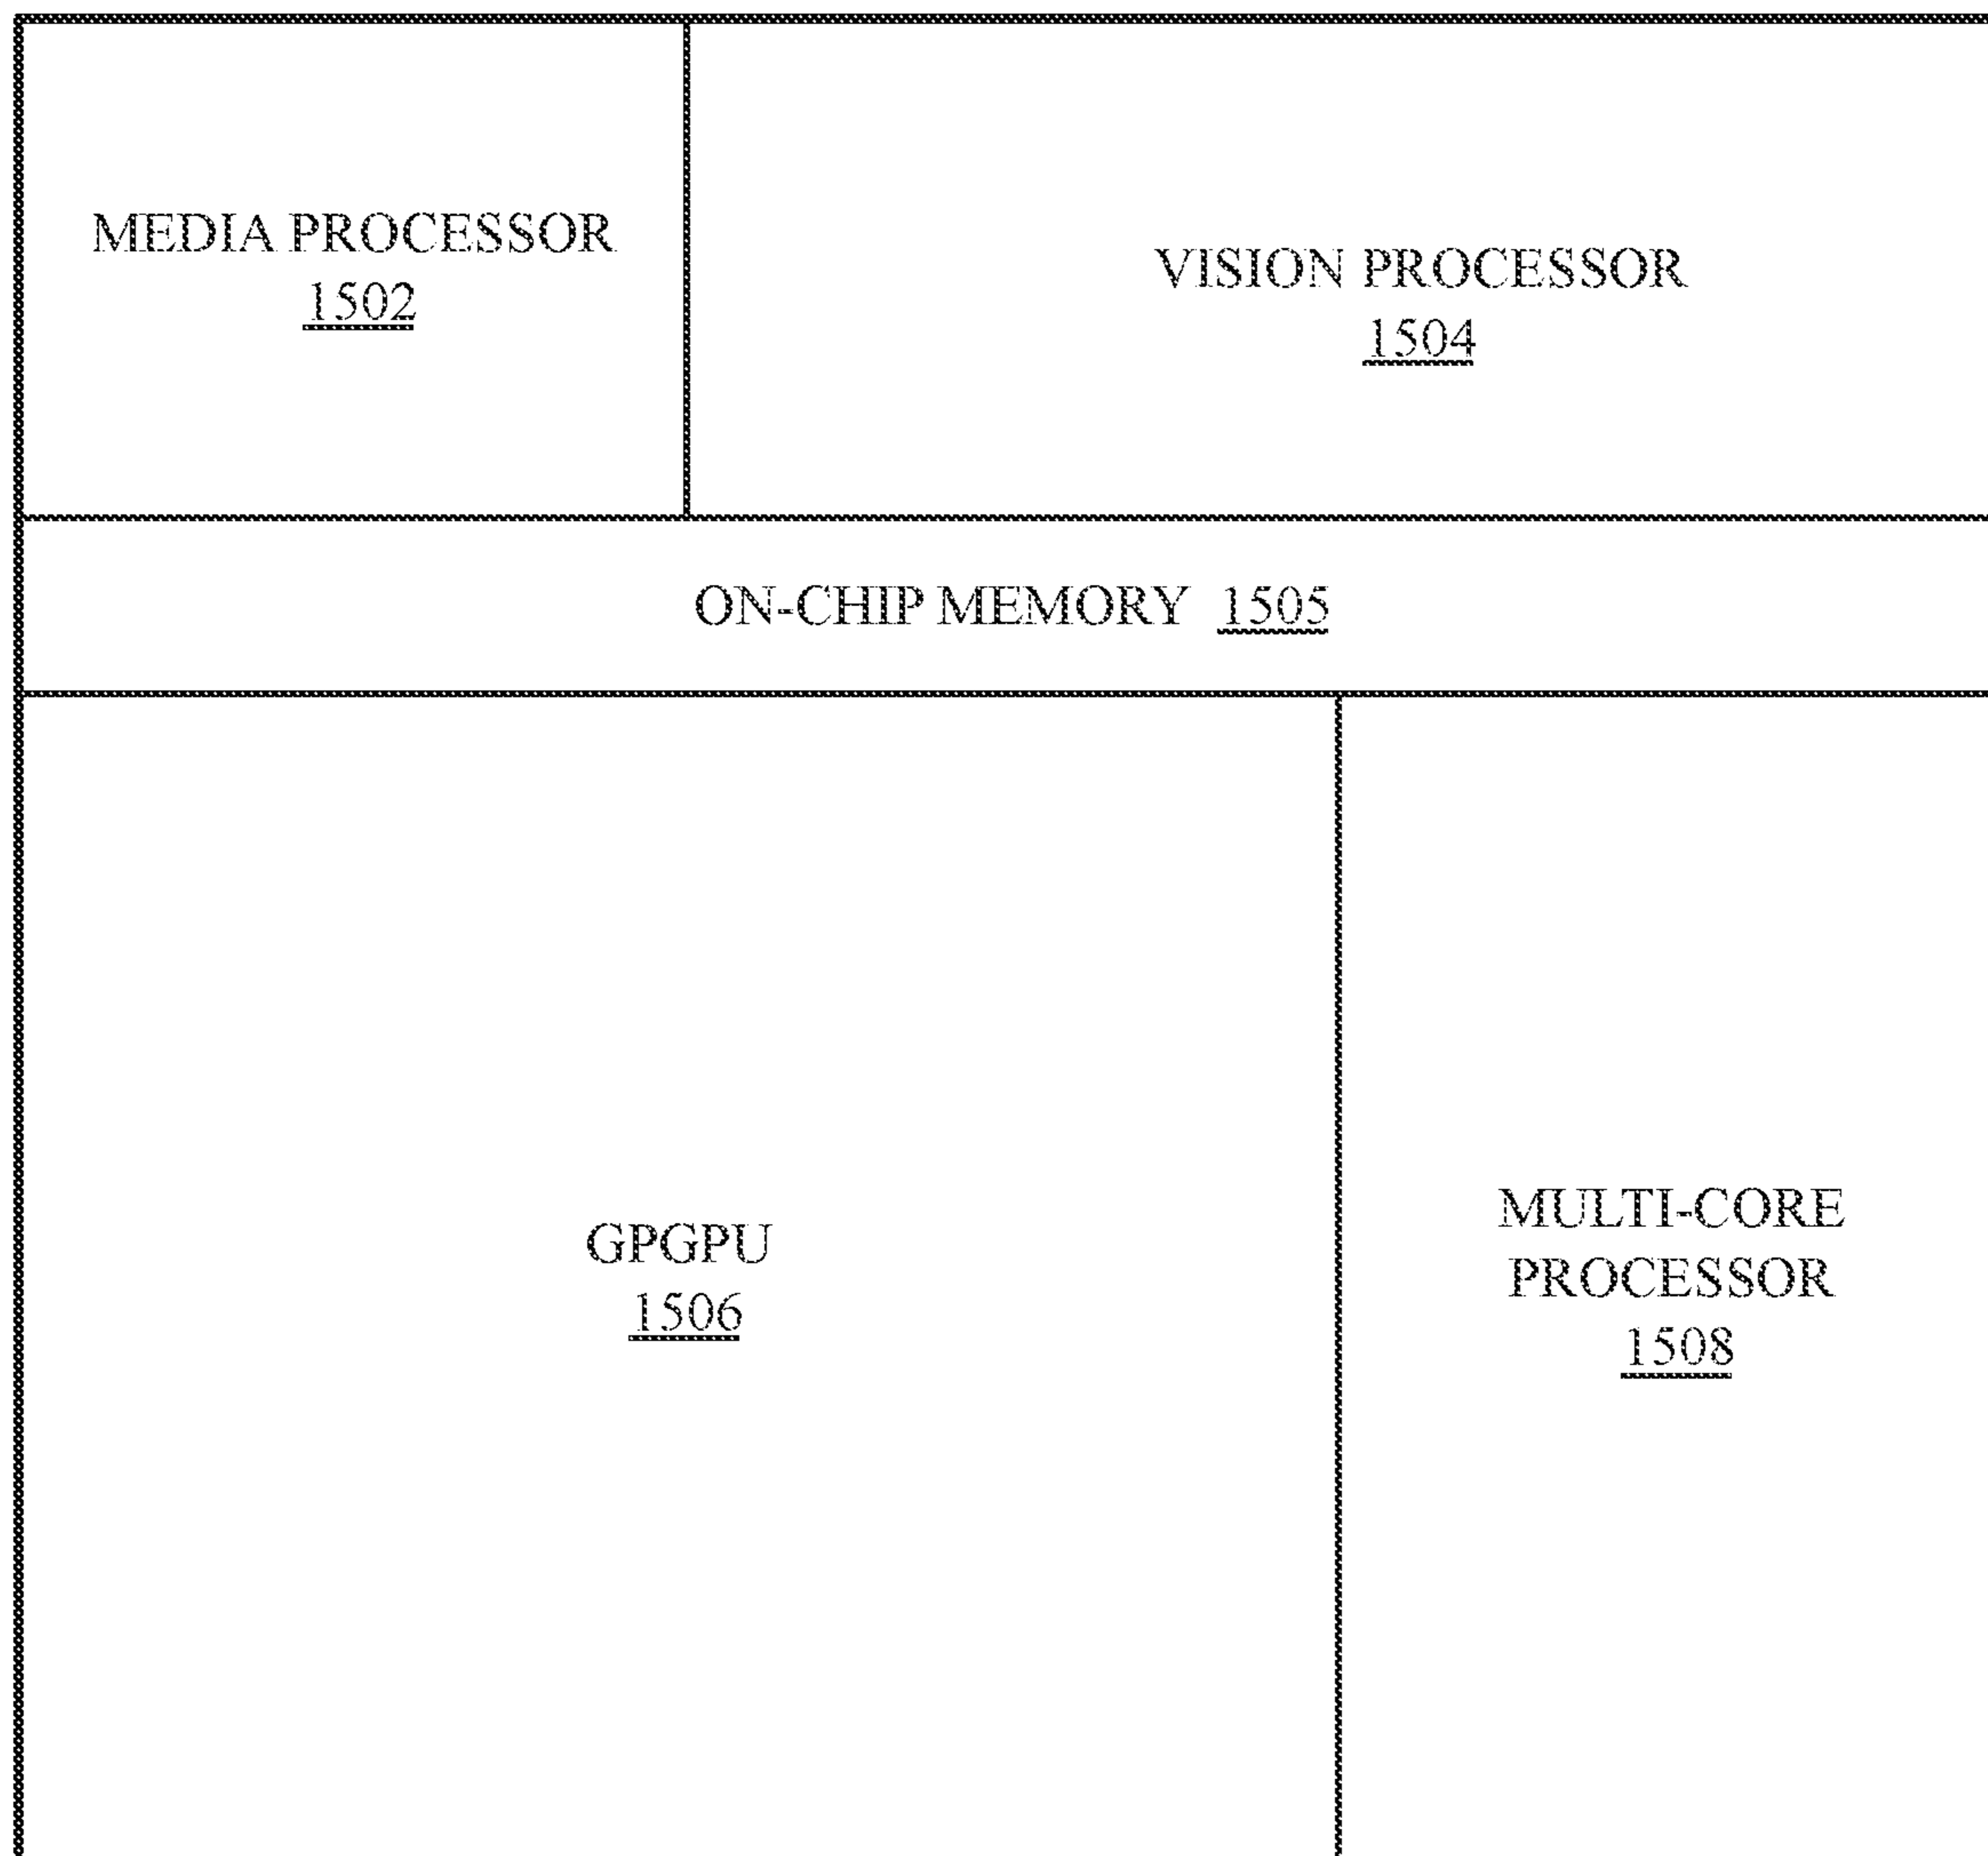 MEDIA PROCESSOR
1502
VISION PROCESSOR
1504
ON-CHIP MEMORY 1505
GPGPU
1506
MULTI-CORE
PROCESSOR
1508